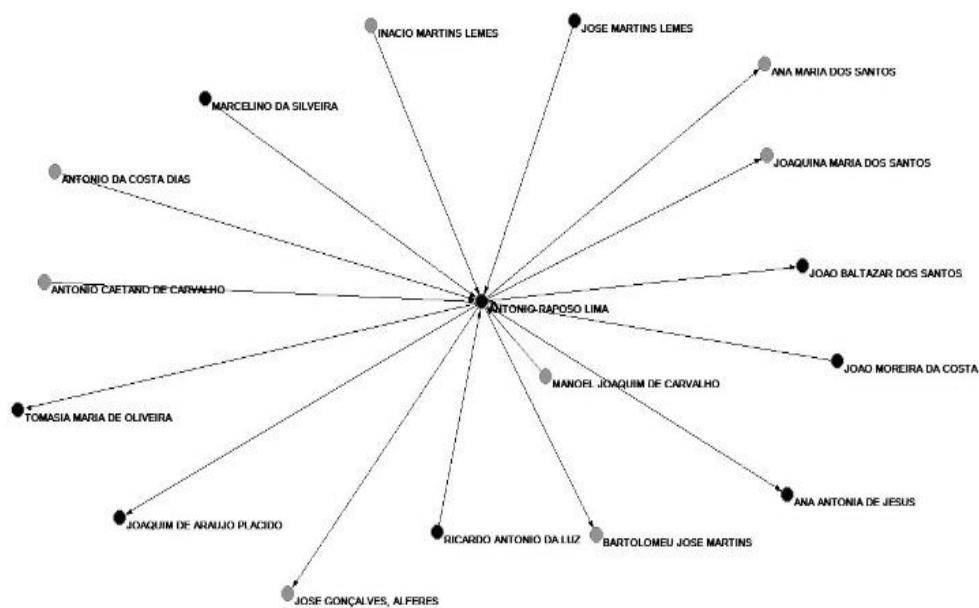 INACIO MARTINS LEMES
JOSE MARTINS LEMES
ANA MARIA DOS SANTOS
MARCELINO DA SILVEIRA
JOAQUINA MARIA DOS SANTOS
ANTONIO DA COSTA DIAS
JOAO BALTAZAR DOS SANTOS
ANTONIO CAETANO DE CARVALHO
ANTONIO RAPOSO LIMA
JOAO MOREIRA DA COSTA
MANOEL JOAQUIM DE CARVALHO
TOMASIA MARIA DE OLIVEIRA
ANA ANTONIA DE JESUS
JOAQUIM DE ARAUJO PLACIDO
RICARDO ANTONIO DA LUZ
BARTOLOMEU JOSE MARTINS
JOSE GONÇALVES, ALFERES